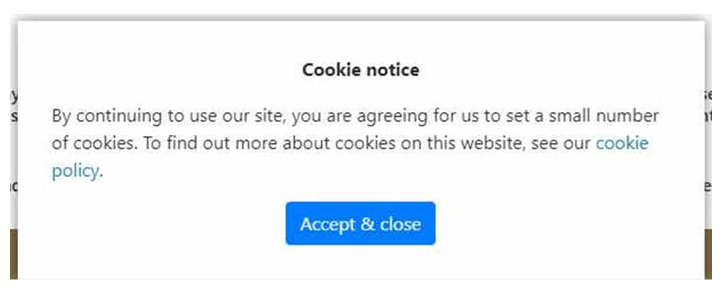 Cookie notice
By continuing to use our site, you are agreeing for us to set a small number
of cookies. To find out more about cookies on this website, see our cookie
policy.
Accept & close